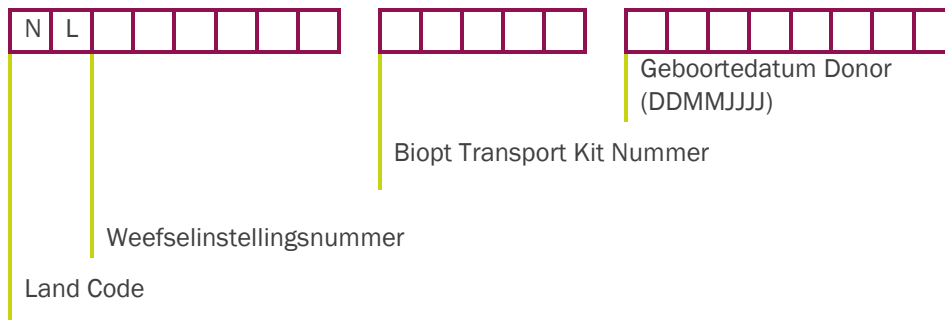 N L
Geboortedatum Donor
(DDMMJJJJ)
Biopt Transport Kit Nummer
Weefselinstellingsnummer
Land Code